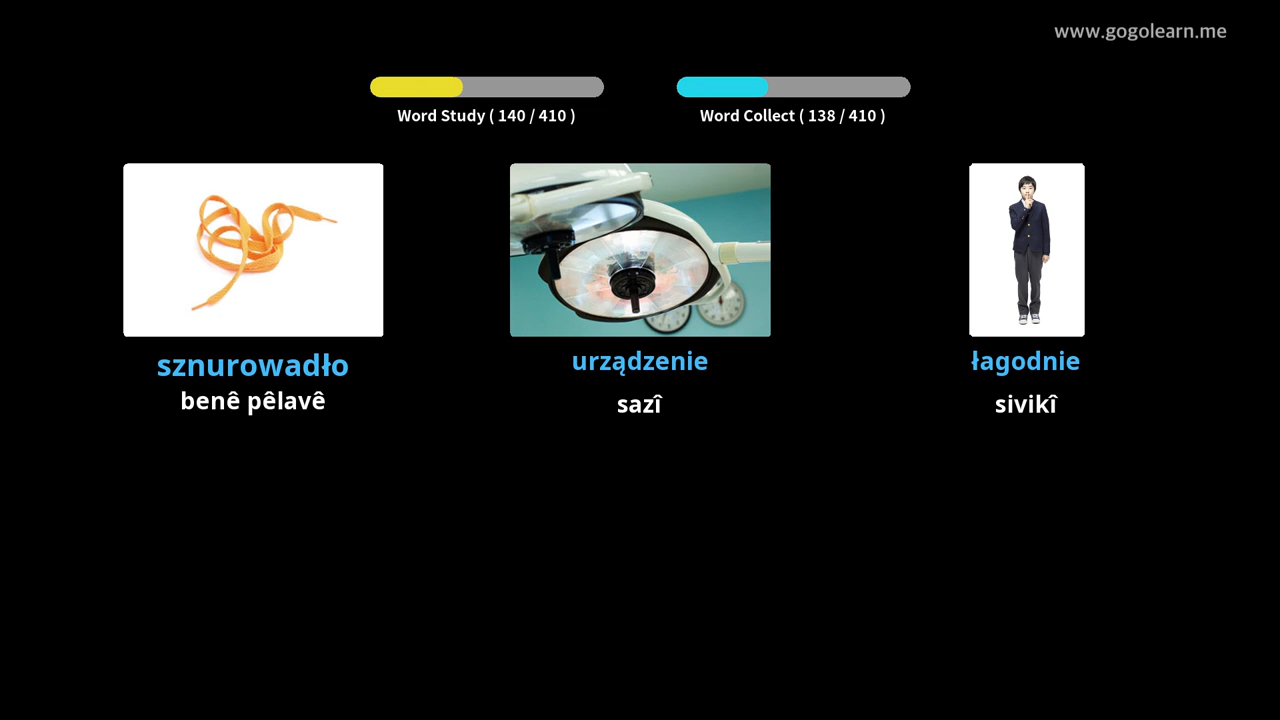 www.gogolearn.me
Word Study ( 140 / 410 )
Word Collect ( 138 / 410 )
sznurowadło
benê pêlavê
urządzenie
sazî
łagodnie
sivikî